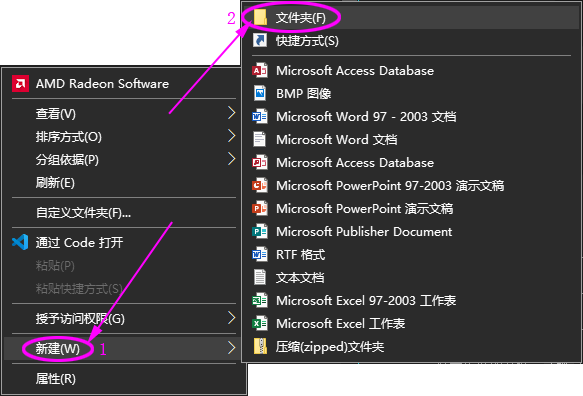 AMD Radeon Software
查看(V)
排序方式(O)
分组依据(P)
刷新(E)
自定义文件夹(F)...
通过 Code 打开
粘贴(P)
粘贴快捷方式(S)
授予访问权限(G)
新建(W) 1
属性(R)
2 文件夹(F)
快捷方式(S)
Microsoft Access Database
BMP 图像
Microsoft Word 97 - 2003 文档
Microsoft Word 文档
Microsoft Access Database
Microsoft PowerPoint 97-2003 演示文稿
Microsoft PowerPoint 演示文稿
Microsoft Publisher Document
RTF 格式
文本文档
Microsoft Excel 97-2003 工作表
Microsoft Excel 工作表
压缩(zipped)文件夹